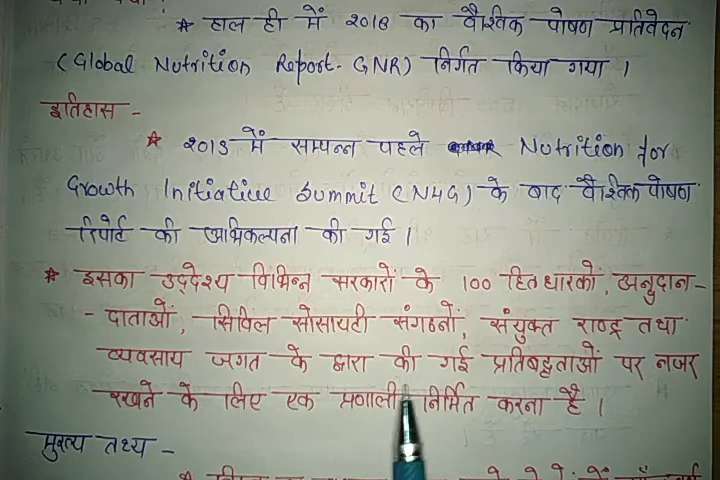 * हाल ही में 2018 का वैश्विक पोषण प्रतिवेदन
(Global Nutrition Report - GNR) निर्गत किया गया ।
इतिहास -
* 2013 में सम्पन्न पहले Nutrition for
Growth Initiative Summit (N4G) के बाद वैश्विक पोषण
रिपोर्ट की अभिकल्पना की गई ।
* इसका उद्देश्य विभिन्न सरकारों के 100 हितधारकों, अनुदान-
- दाताओं, सिविल सोसायटी संगठनों, संयुक्त राष्ट्र तथा
व्यवसाय जगत के द्वारा की गई प्रतिबद्धताओं पर नजर
रखने के लिए एक प्रणाली निर्मित करना है ।
मुख्य तथ्य -